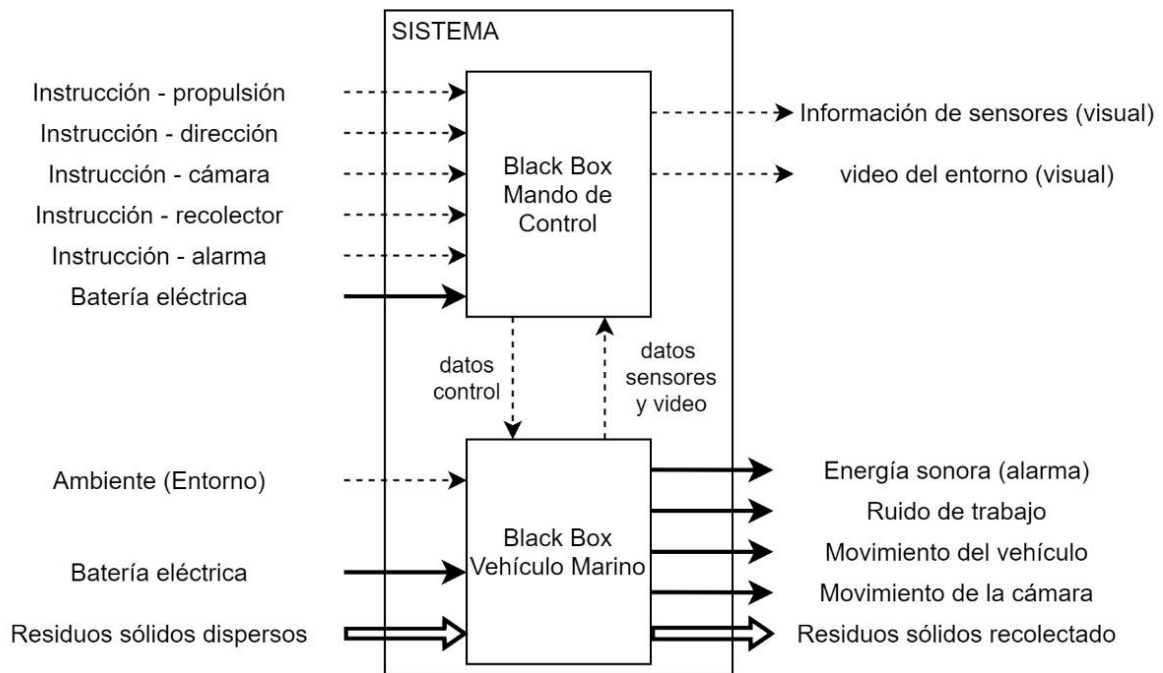 SISTEMA
Instrucción - propulsión
Instrucción - dirección
Instrucción - cámara
Instrucción - recolector
Instrucción - alarma
Batería eléctrica
Black Box
Mando de
Control
Información de sensores (visual)
video del entorno (visual)
datos
control
datos
sensores
y video
Ambiente (Entorno)
Batería eléctrica
Residuos sólidos dispersos
Black Box
Vehículo Marino
Energía sonora (alarma)
Ruido de trabajo
Movimiento del vehículo
Movimiento de la cámara
Residuos sólidos recolectado